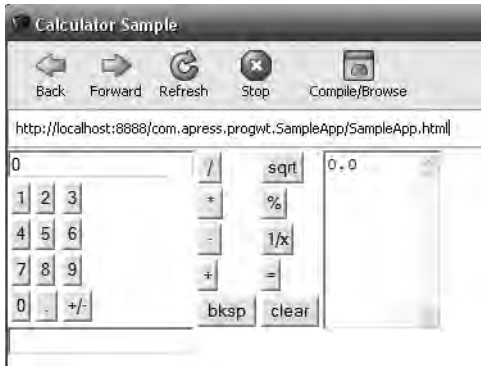 Calculator Sample
Back Forward Refresh Stop Compile/Browse
http://localhost:8888/com.apress.progwt.SampleApp/SampleApp.html
0 / sqrt 0.0
1 2 3 * %
4 5 6 - 1/x
7 8 9 + =
0 . +/- bksp clear